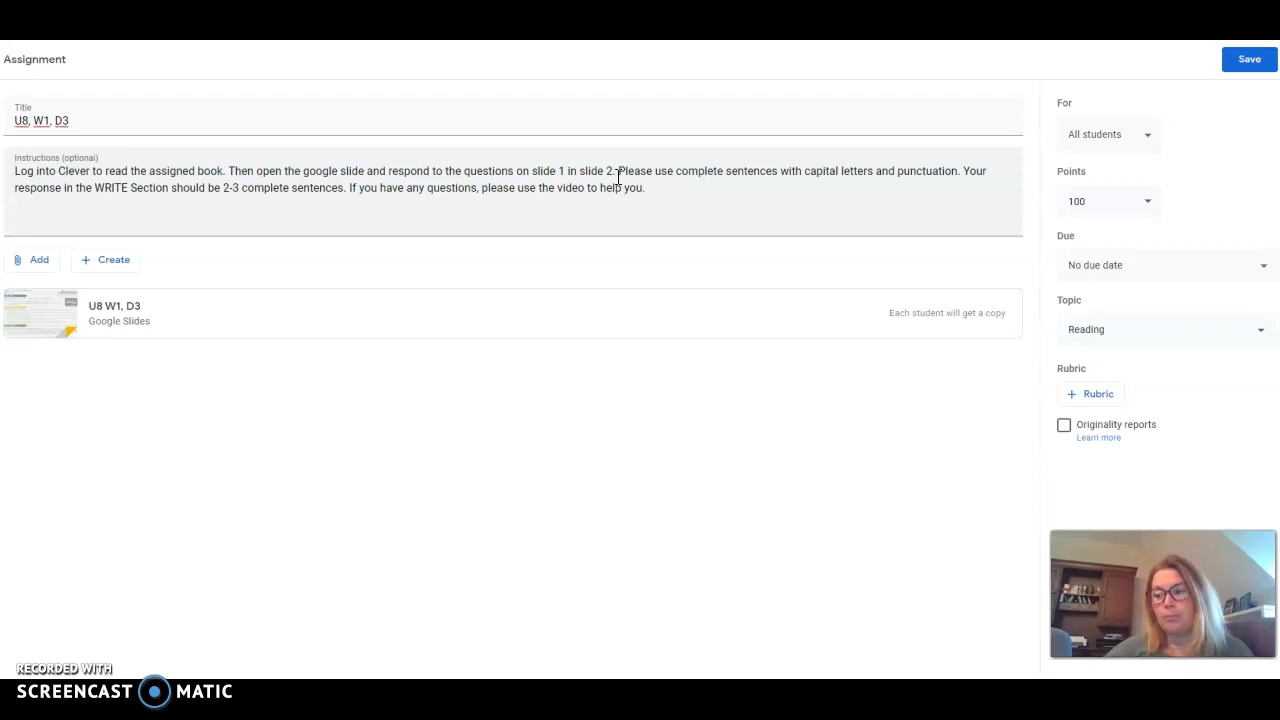 Assignment
Save
Title
U8, W1, D3
Instructions (optional)
Log into Clever to read the assigned book. Then open the google slide and respond to the questions on slide 1 in slide 2. Please use complete sentences with capital letters and punctuation. Your
response in the WRITE Section should be 2-3 complete sentences. If you have any questions, please use the video to help you.
Add
Create
U8 W1, D3
Google Slides
Each student will get a copy
For
All students
Points
100
Due
No due date
Topic
Reading
Rubric
+ Rubric
Originality reports
Learn more
RECORDED WITH
SCREENCAST MATIC